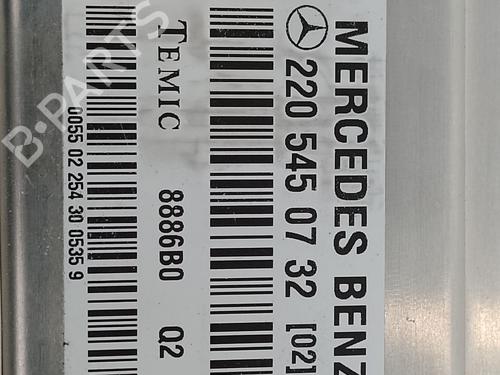 MERCEDES BENZ
220 545 07 32 [02]
TEMIC 8886B0 Q2
0055 02 254 30 0535 9
B-PARTS